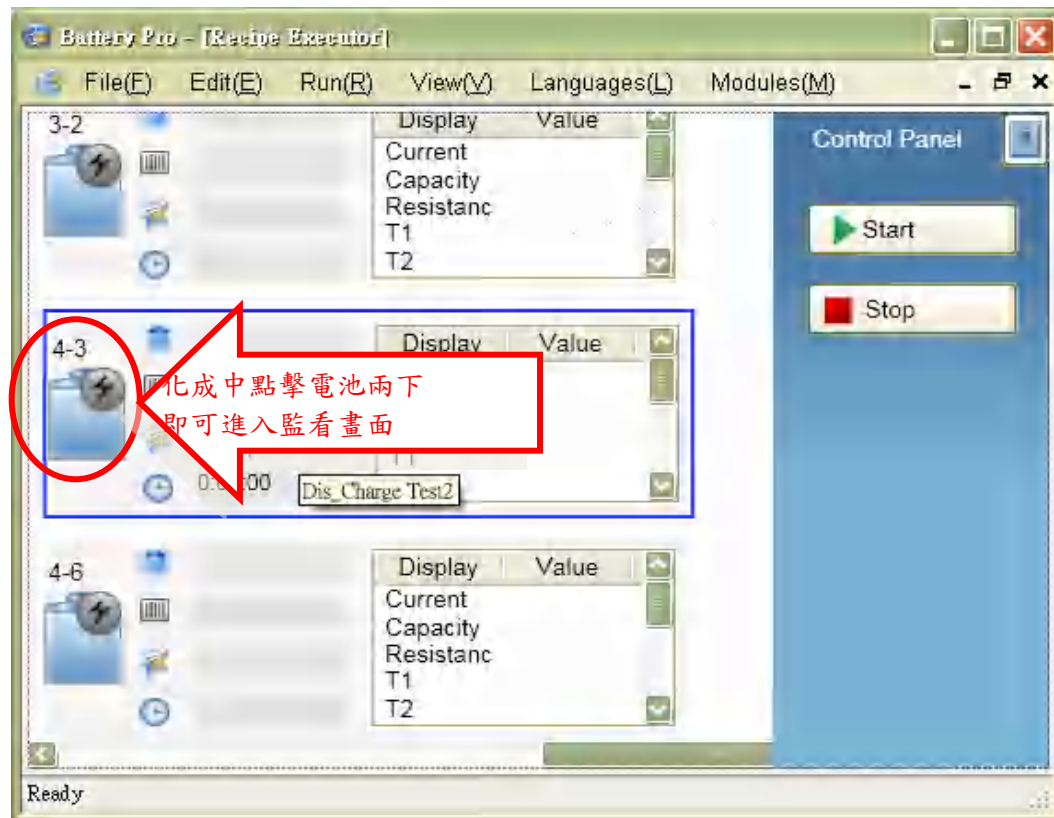 Battery Pro - [Recipe Executor]
File(F) Edit(E) Run(R) View(V) Languages(L) Modules(M)
3-2
Display Value
Current
Capacity
Resistanc
T1
T2
Control Panel
Start
Stop
4-3
Display Value
化成中點擊電池兩下
即可進入監看畫面
Dis_Charge Test2
4-6
Display Value
Current
Capacity
Resistanc
T1
T2
Ready